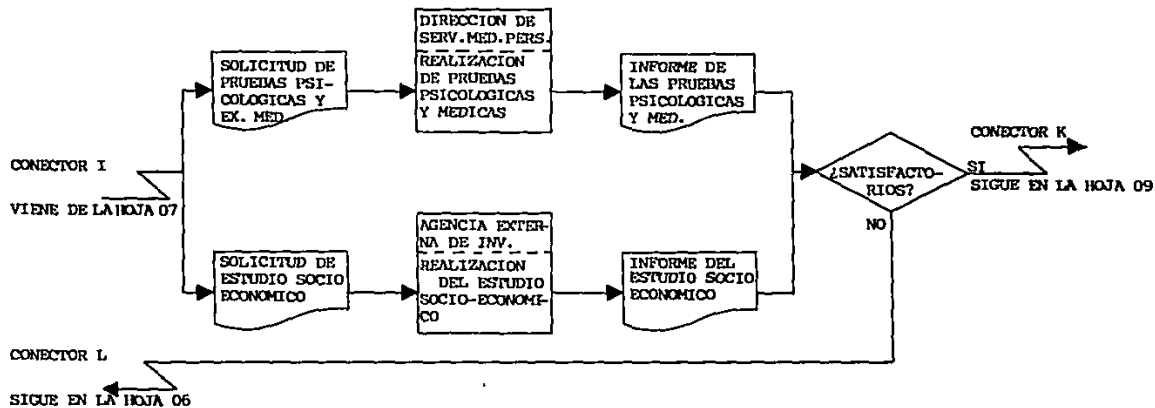 DIRECCION DE
SERV.MED.PERS.
SOLICITUD DE
PRUEBAS PSI-
COLOGICAS Y
EX. MED
REALIZACION
DE PRUEBAS
PSICOLOGICAS
Y MEDICAS
INFORME DE
LAS PRUEBAS
PSICOLOGICAS
Y MED.
CONECTOR I
VIENE DE LA HOJA 07
¿SATISFACTO-
RIOS?
SI
NO
CONECTOR K
SIGUE EN LA HOJA 09
SOLICITUD DE
ESTUDIO SOCIO
ECONOMICO
AGENCIA EXTER-
NA DE INV.
REALIZACION
DEL ESTUDIO
SOCIO-ECONOMI-
CO
INFORME DEL
ESTUDIO SOCIO
ECONOMICO
CONECTOR L
SIGUE EN LA HOJA 06